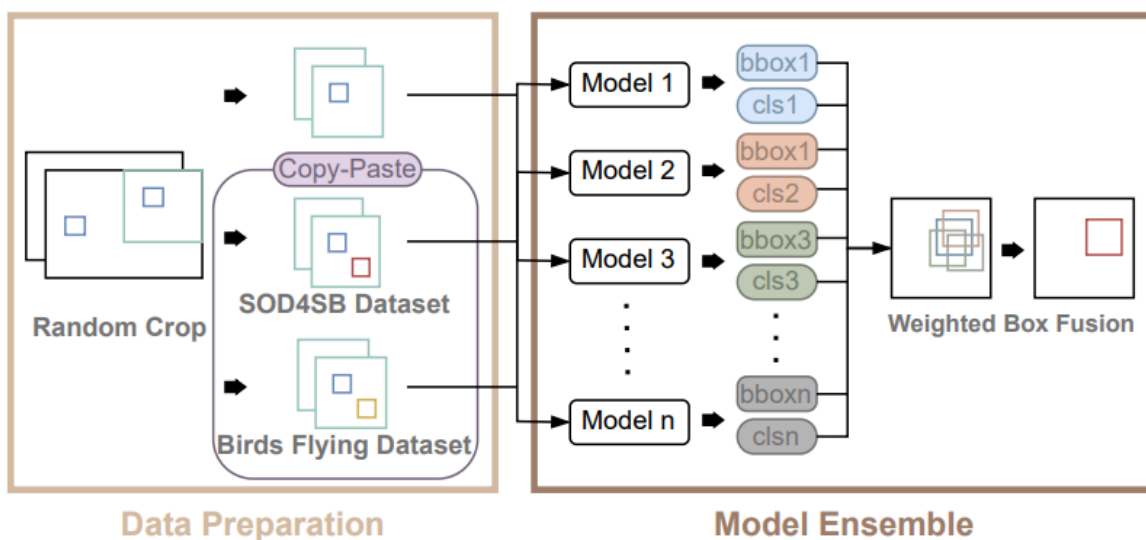 Copy-Paste
SOD4SB Dataset
Random Crop
Birds Flying Dataset
Data Preparation
Model 1
bbox1
cls1
Model 2
bbox1
cls2
Model 3
bbox3
cls3
Model n
bboxn
clsn
Weighted Box Fusion
Model Ensemble